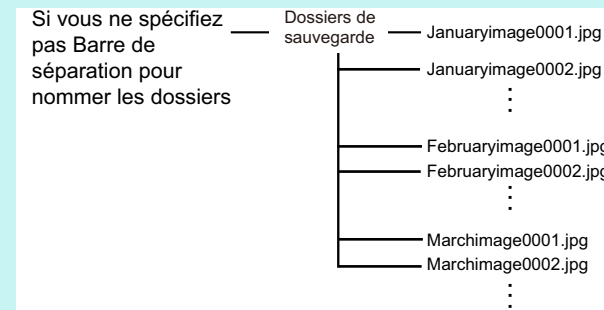 Si vous ne spécifiez
pas Barre de
séparation pour
nommer les dossiers
Dossiers de
sauvegarde
Januaryimage0001.jpg
Januaryimage0002.jpg
Februaryimage0001.jpg
Februaryimage0002.jpg
Marchimage0001.jpg
Marchimage0002.jpg